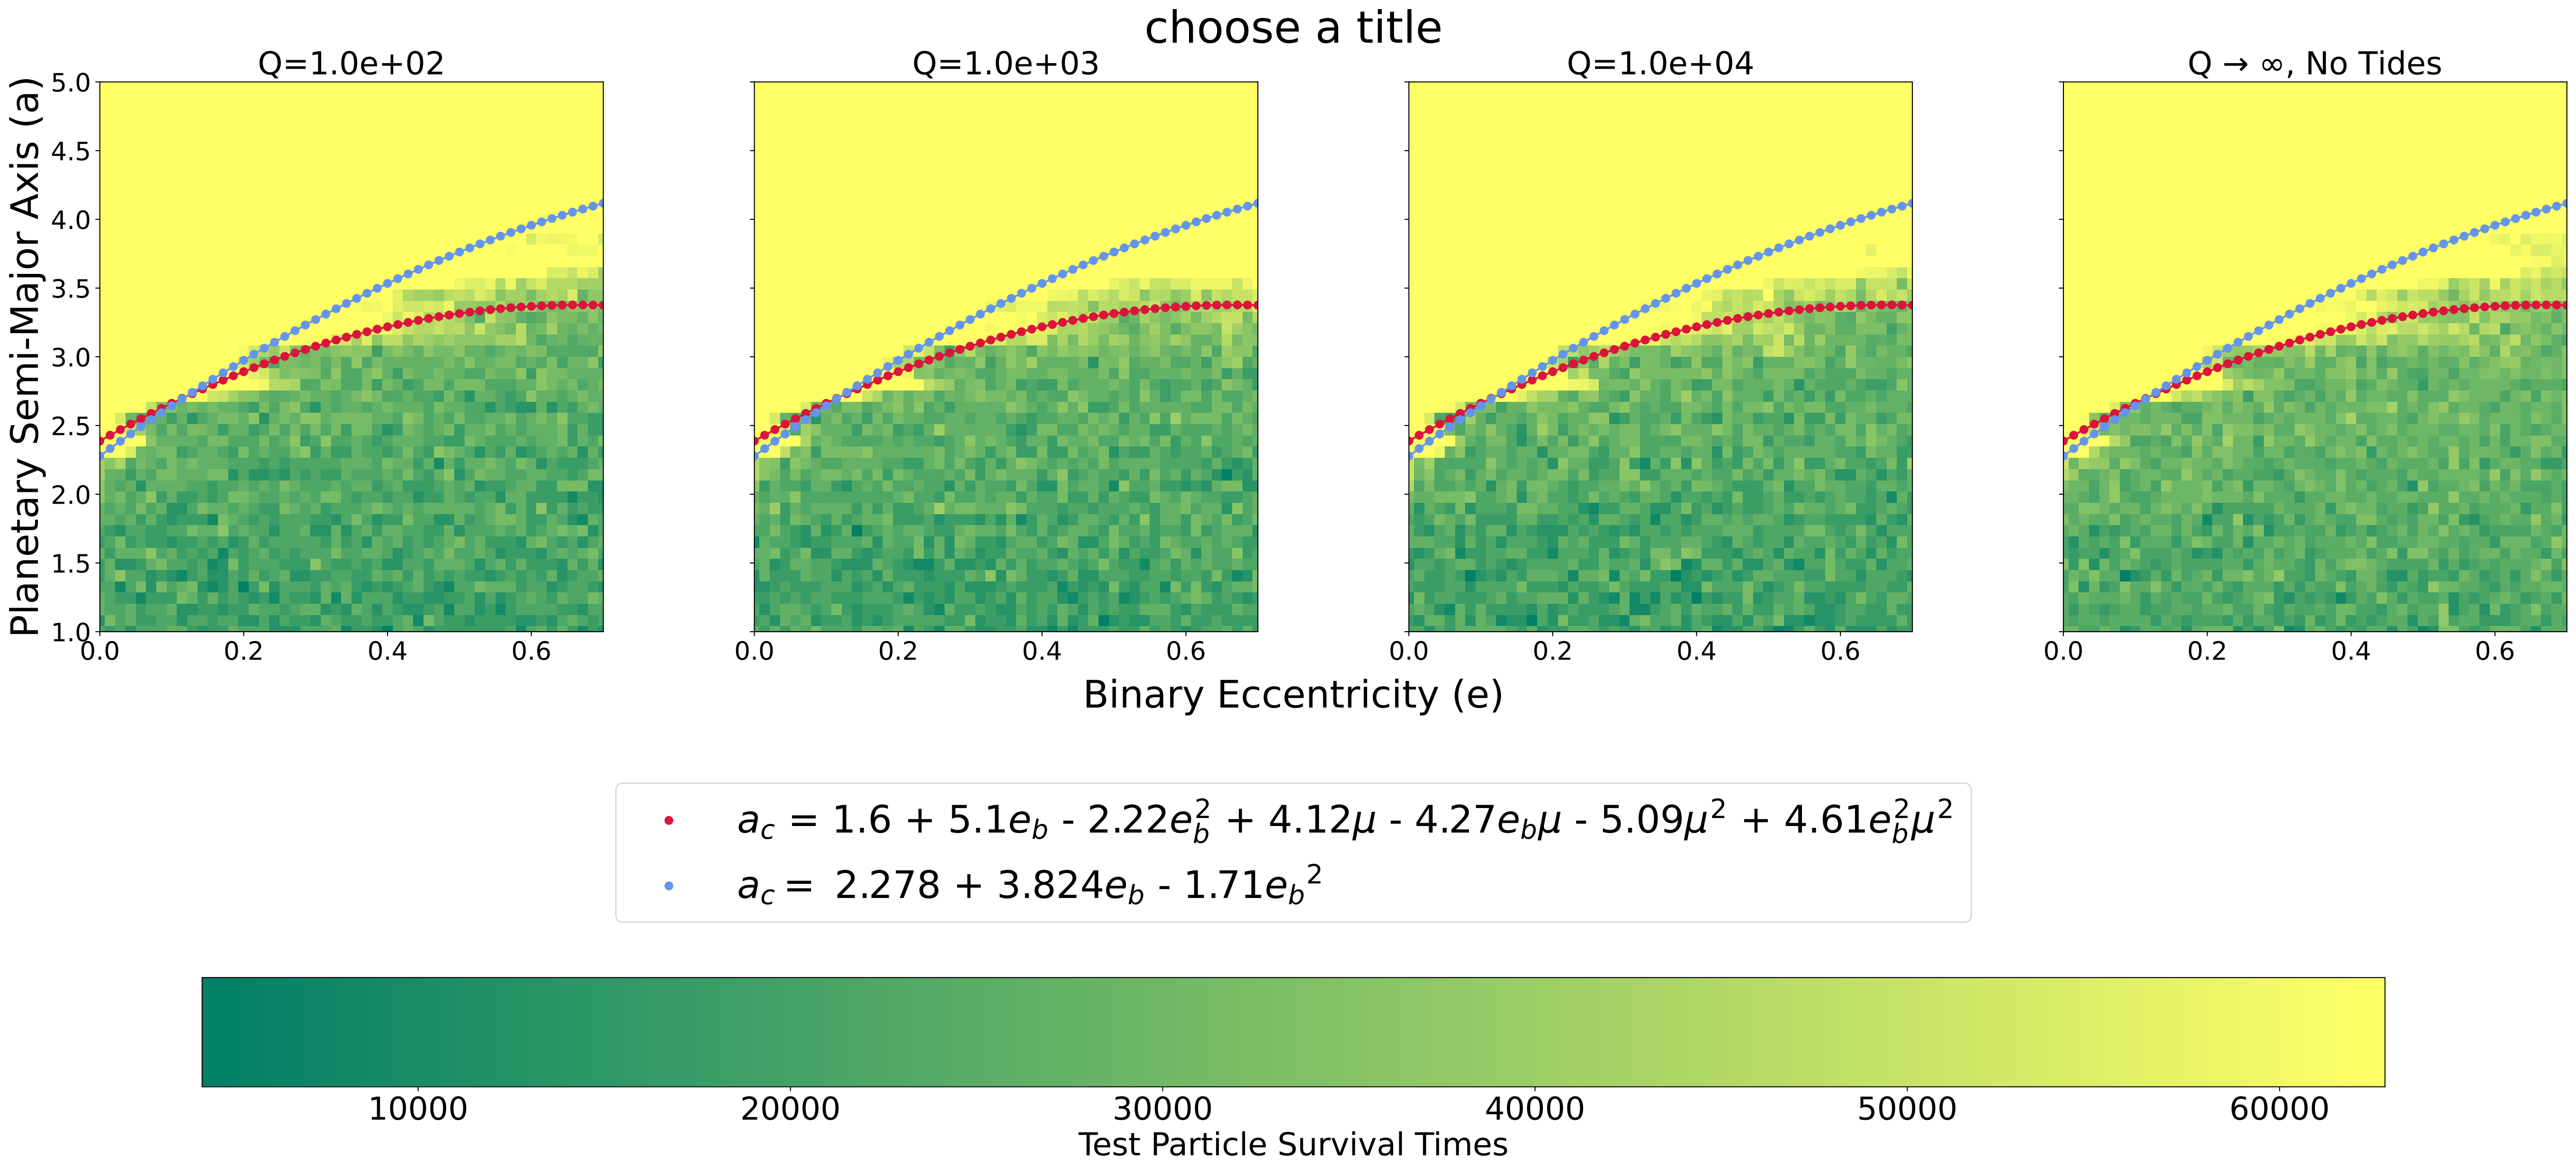 choose a title
Q=1.0e+02
Q=1.0e+03
Q=1.0e+04
Q → ∞, No Tides
Planetary Semi-Major Axis (a)
5.0
4.5
4.0
3.5
3.0
2.5
2.0
1.5
1.0
0.0 0.2 0.4 0.6
0.0 0.2 0.4 0.6
0.0 0.2 0.4 0.6
0.0 0.2 0.4 0.6
Binary Eccentricity (e)
a_c = 1.6 + 5.1e_b - 2.22e_b^2 + 4.12μ - 4.27e_bμ - 5.09μ^2 + 4.61e_b^2μ^2
a_c = 2.278 + 3.824e_b - 1.71e_b^2
10000 20000 30000 40000 50000 60000
Test Particle Survival Times